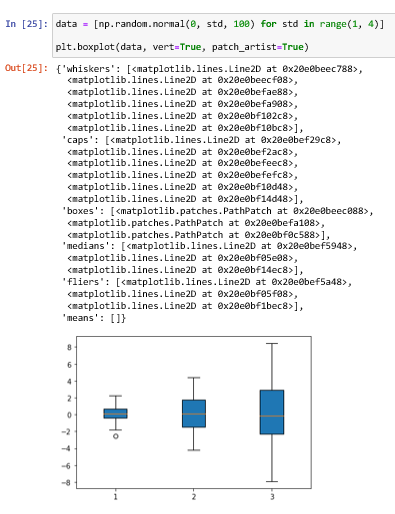 In [25]: data = [np.random.normal(0, std, 100) for std in range(1, 4)]
plt.boxplot(data, vert=True, patch_artist=True)
Out[25]: {'whiskers': [<matplotlib.lines.Line2D at 0x20e0beec788>,
<matplotlib.lines.Line2D at 0x20e0beecf08>,
<matplotlib.lines.Line2D at 0x20e0befae88>,
<matplotlib.lines.Line2D at 0x20e0befa908>,
<matplotlib.lines.Line2D at 0x20e0bf102c8>,
<matplotlib.lines.Line2D at 0x20e0bf10bc8>],
'caps': [<matplotlib.lines.Line2D at 0x20e0bef29c8>,
<matplotlib.lines.Line2D at 0x20e0bef2ac8>,
<matplotlib.lines.Line2D at 0x20e0befeec8>,
<matplotlib.lines.Line2D at 0x20e0befefc8>,
<matplotlib.lines.Line2D at 0x20e0bf10d48>,
<matplotlib.lines.Line2D at 0x20e0bf14d48>],
'boxes': [<matplotlib.patches.PathPatch at 0x20e0beec088>,
<matplotlib.patches.PathPatch at 0x20e0befa108>,
<matplotlib.patches.PathPatch at 0x20e0bf0c588>],
'medians': [<matplotlib.lines.Line2D at 0x20e0bef5948>,
<matplotlib.lines.Line2D at 0x20e0bf05e08>,
<matplotlib.lines.Line2D at 0x20e0bf14ec8>],
'fliers': [<matplotlib.lines.Line2D at 0x20e0bef5a48>,
<matplotlib.lines.Line2D at 0x20e0bf05f08>,
<matplotlib.lines.Line2D at 0x20e0bf1bec8>],
'means': []}
8
6
4
2
0
−2
−4
−6
−8
1 2 3